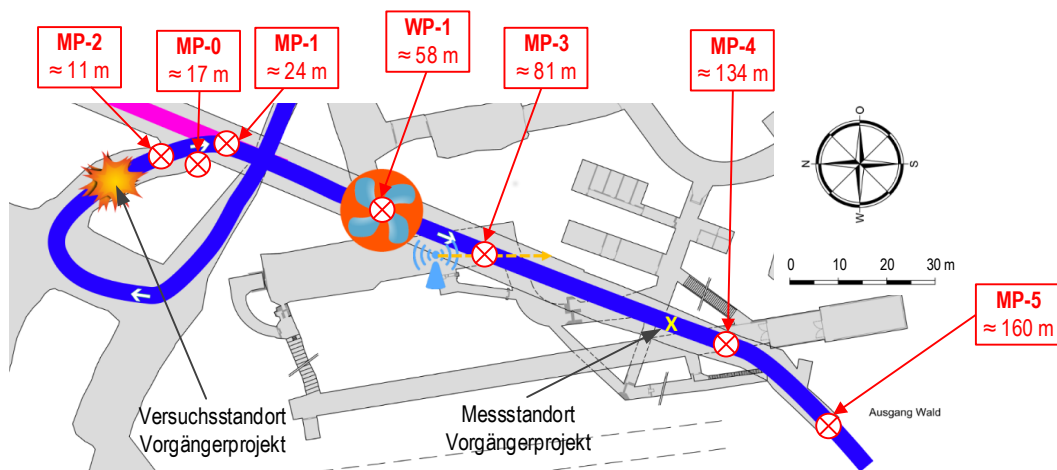 MP-2
≈ 11 m
MP-0
≈ 17 m
MP-1
≈ 24 m
WP-1
≈ 58 m
MP-3
≈ 81 m
MP-4
≈ 134 m
O
N
S
W
0 10 20 30 m
MP-5
≈ 160 m
X
Versuchsstandort
Vorgängerprojekt
Messstandort
Vorgängerprojekt
Ausgang Wald